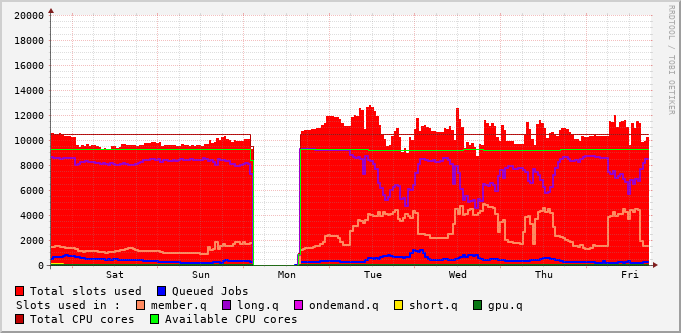 RRDTOOL / TOBI OETIKER
20000
18000
16000
14000
12000
10000
8000
6000
4000
2000
0
Sat Sun Mon Tue Wed Thu Fri
Total slots used Queued Jobs
Slots used in : member.q long.q ondemand.q short.q gpu.q
Total CPU cores Available CPU cores